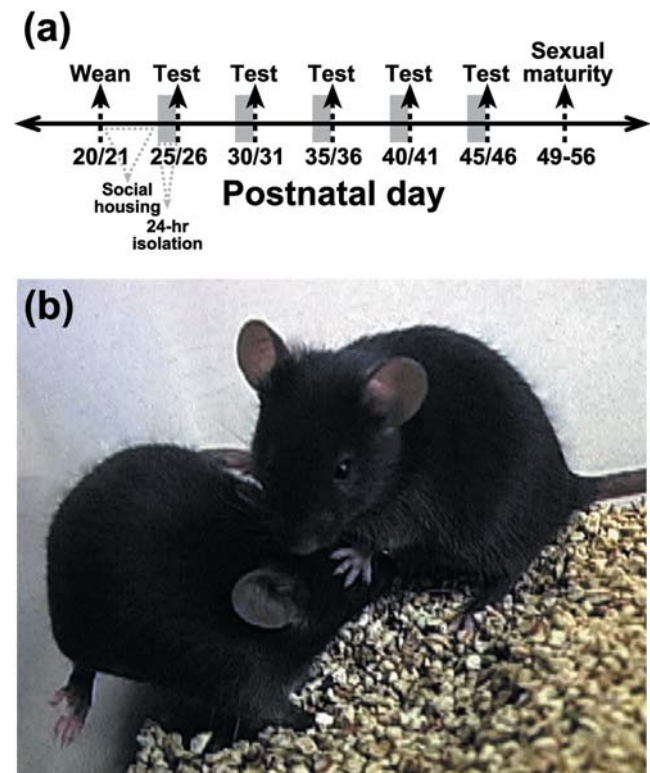 (a)
Sexual
Wean Test Test Test Test Test maturity
20/21 25/26 30/31 35/36 40/41 45/46 49-56
Social
housing
Postnatal day
24-hr
isolation
(b)